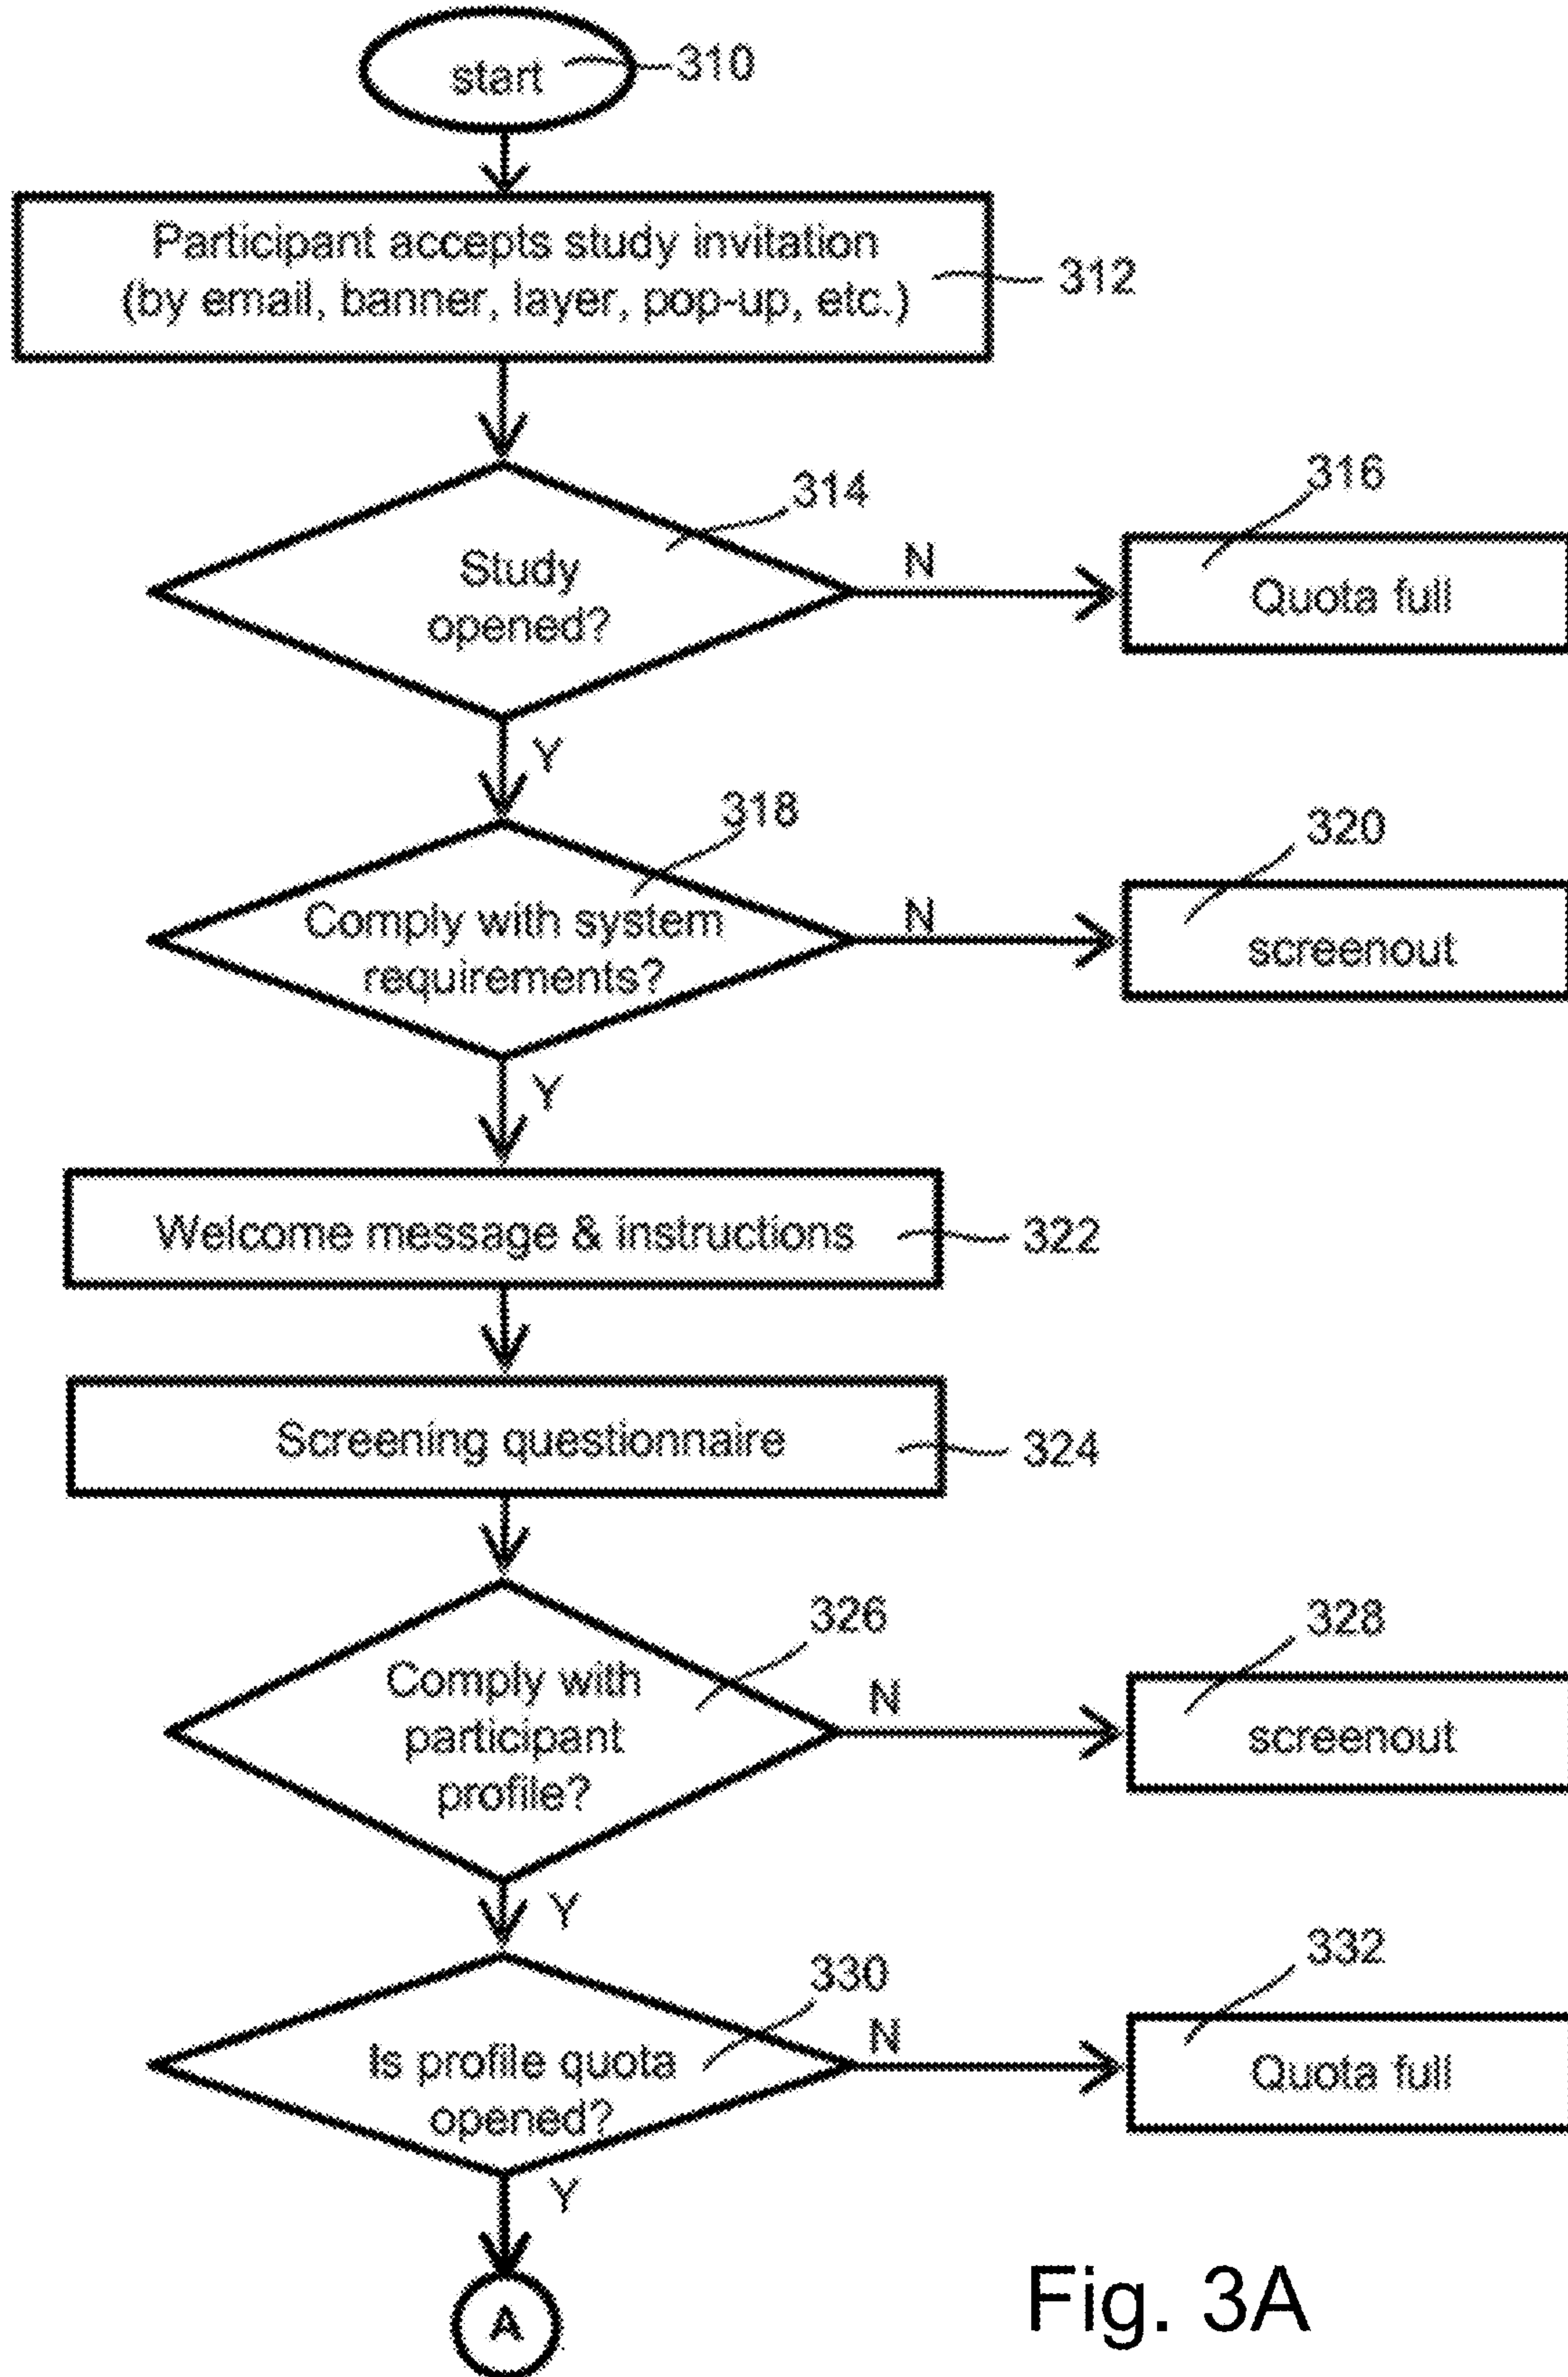 start
310
Participant accepts study invitation
(by email, banner, layer, pop-up, etc.)
312
314
Study
opened?
N
316
Quota full
Y
318
Comply with system
requirements?
N
320
screenout
Y
Welcome message & instructions
322
Screening questionnaire
324
326
Comply with
participant
profile?
N
328
screenout
Y
330
Is profile quota
opened?
N
332
Quota full
Y
A
Fig. 3A